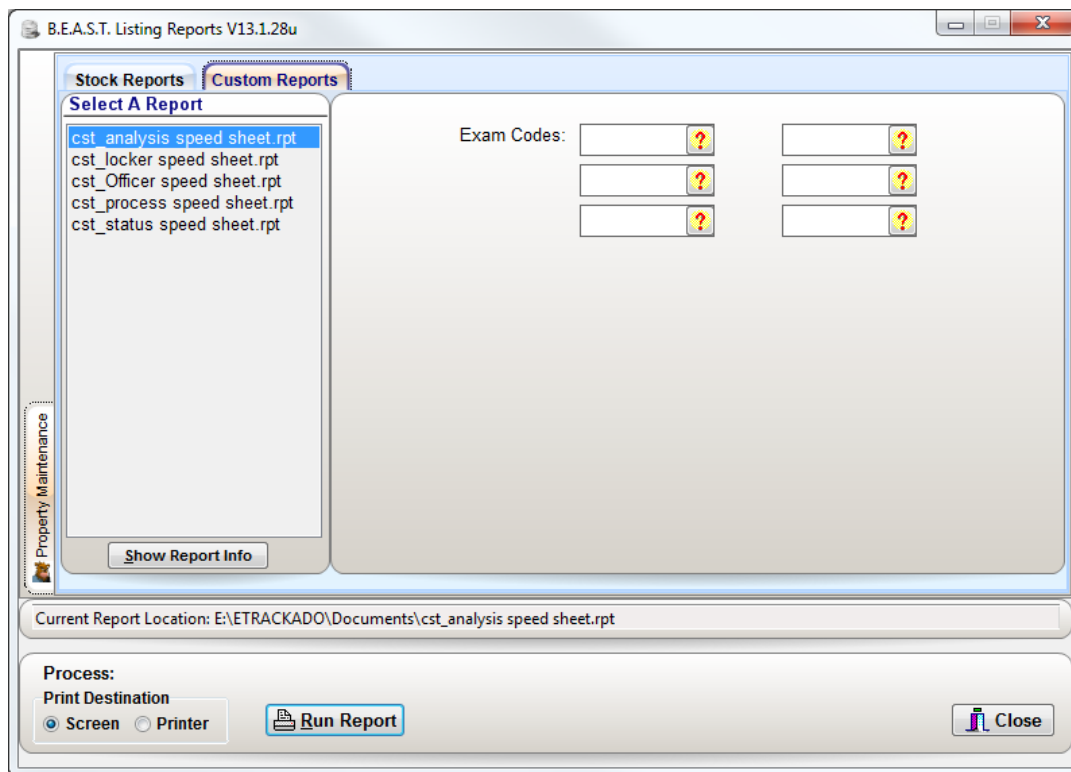 B.E.A.S.T. Listing Reports V13.1.28u
Stock Reports
Custom Reports
Select A Report
cst_analysis speed sheet.rpt
cst_locker speed sheet.rpt
cst_Officer speed sheet.rpt
cst_process speed sheet.rpt
cst_status speed sheet.rpt
Exam Codes:
? ?
? ?
? ?
Property Maintenance
Show Report Info
Current Report Location: E:\ETRACKADO\Documents\cst_analysis speed sheet.rpt
Process:
Print Destination
Screen Printer
Run Report
Close